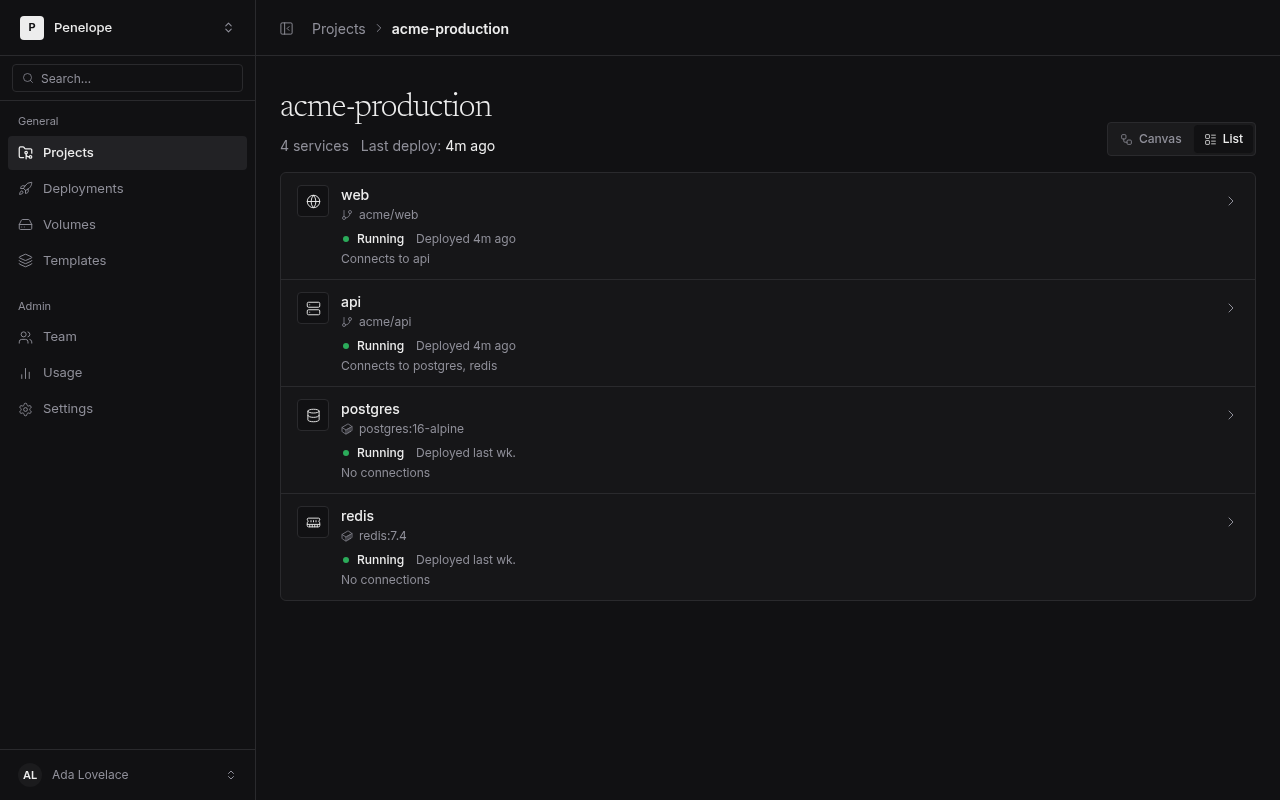 P Penelope
Search...
General
Projects
Deployments
Volumes
Templates
Admin
Team
Usage
Settings
AL Ada Lovelace
Projects acme-production
acme-production
4 services Last deploy: 4m ago
Canvas List
web
acme/web
Running Deployed 4m ago
Connects to api
api
acme/api
Running Deployed 4m ago
Connects to postgres, redis
postgres
postgres:16-alpine
Running Deployed last wk.
No connections
redis
redis:7.4
Running Deployed last wk.
No connections